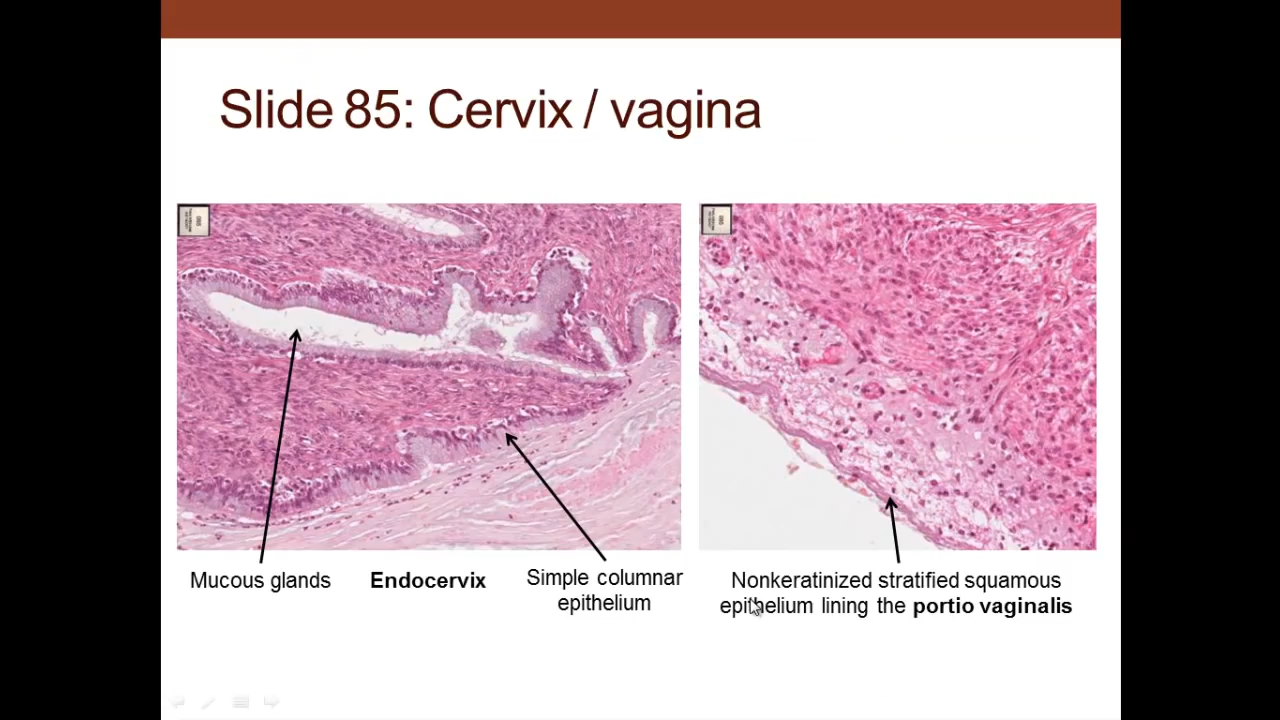 Slide 85: Cervix / vagina
Mucous glands
Endocervix
Simple columnar
epithelium
Nonkeratinized stratified squamous
epithelium lining the portio vaginalis